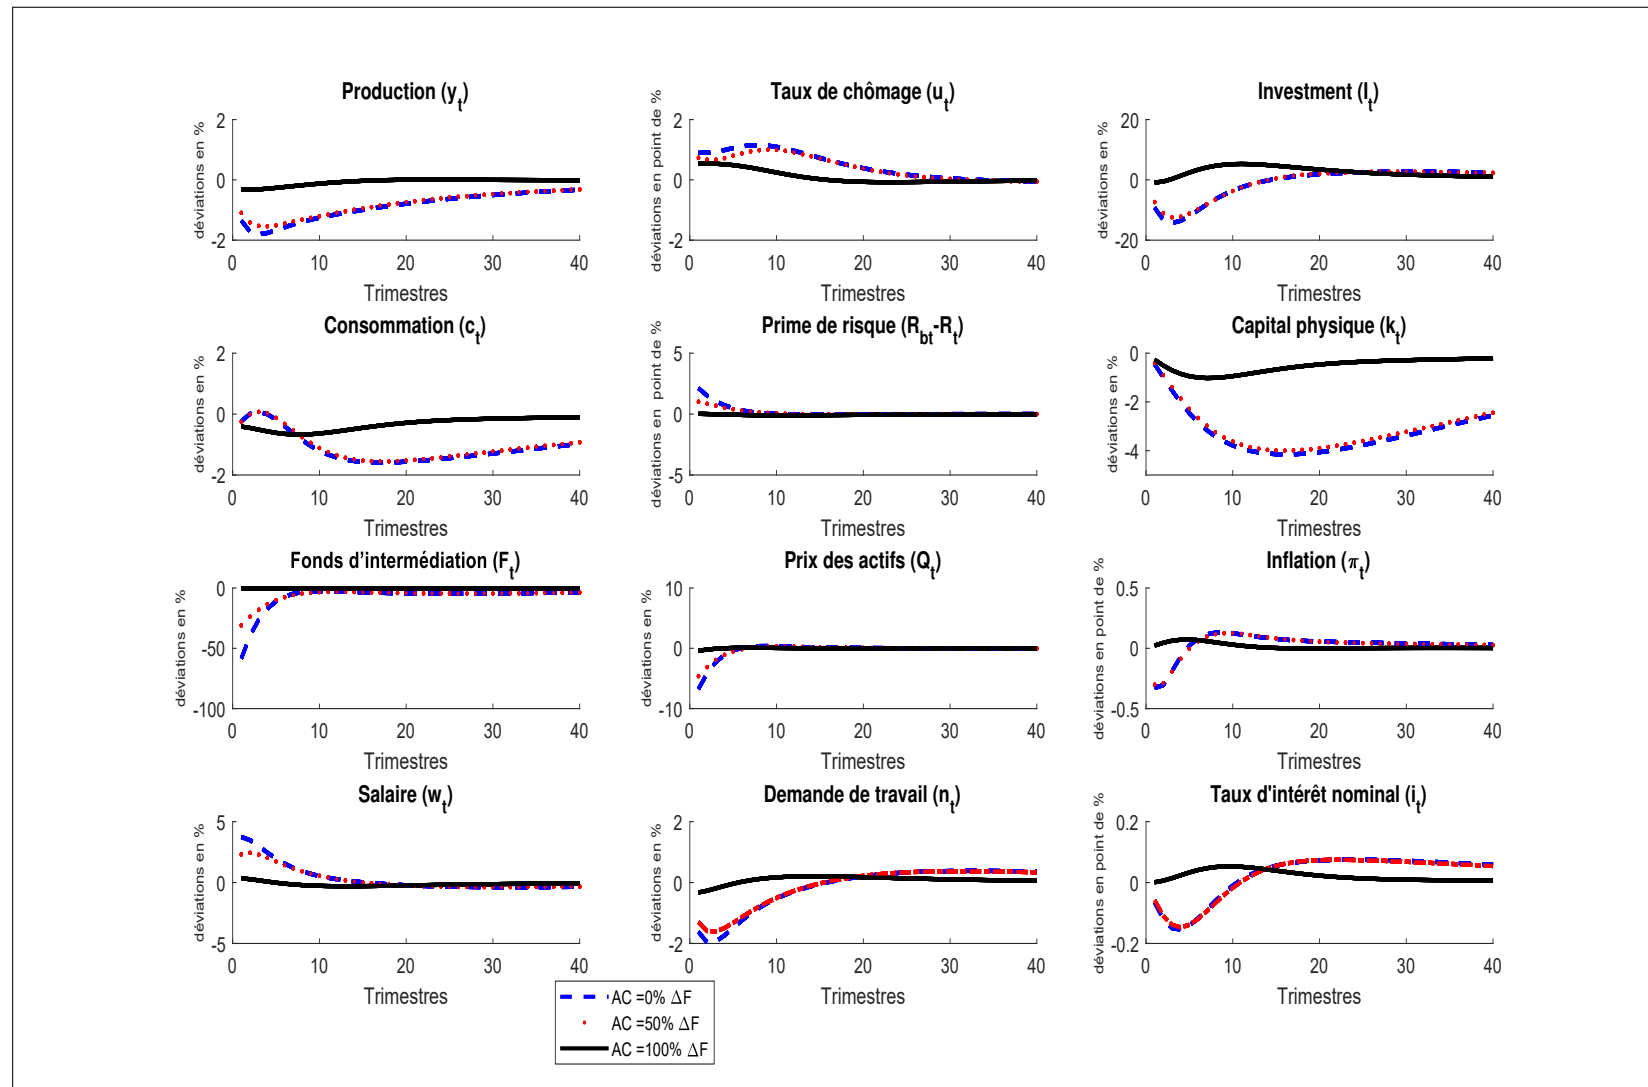 Production (y_t) Taux de chômage (u_t) Investment (I_t)
déviations en %
2
0
-2
0 10 20 30 40
Trimestres
déviations en point de %
2
0
-2
0 10 20 30 40
Trimestres
déviations en %
20
0
-20
0 10 20 30 40
Trimestres
Consommation (c_t) Prime de risque (R_bt-R_t) Capital physique (k_t)
déviations en %
2
0
-2
0 10 20 30 40
Trimestres
déviations en point de %
5
0
-5
0 10 20 30 40
Trimestres
déviations en %
0
-2
-4
0 10 20 30 40
Trimestres
Fonds d'intermédiation (F_t) Prix des actifs (Q_t) Inflation (π_t)
déviations en %
0
-50
-100
0 10 20 30 40
Trimestres
déviations en %
10
0
-10
0 10 20 30 40
Trimestres
déviations en point de %
0.5
0
-0.5
0 10 20 30 40
Trimestres
Salaire (w_t) Demande de travail (n_t) Taux d'intérêt nominal (i_t)
déviations en %
5
0
-5
0 10 20 30 40
Trimestres
déviations en %
2
0
-2
0 10 20 30 40
Trimestres
déviations en point de %
0.2
0
-0.2
0 10 20 30 40
Trimestres
AC =0% ΔF
AC =50% ΔF
AC =100% ΔF